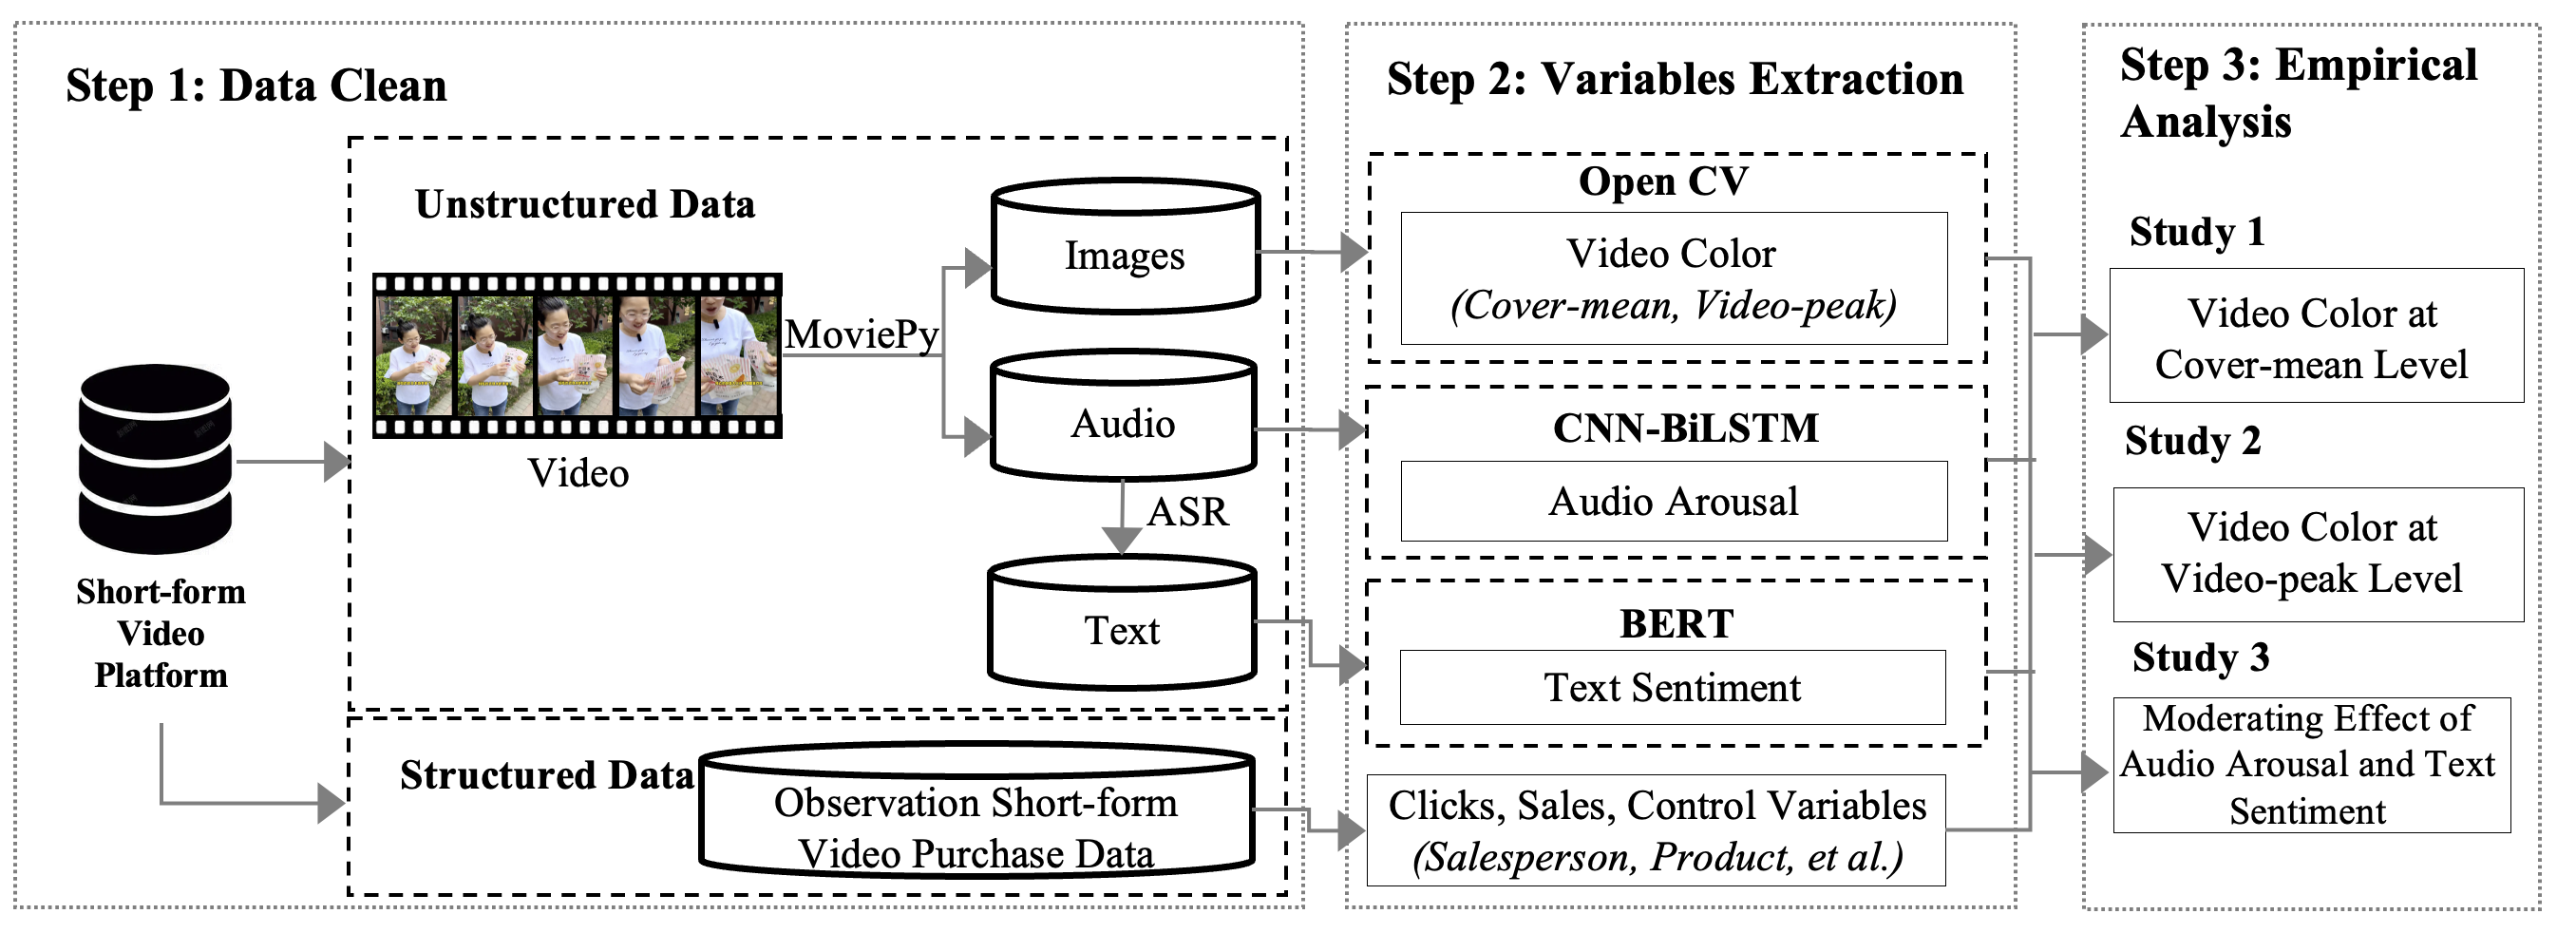 Step 1: Data Clean
Unstructured Data
Video
MoviePy
Images
Audio
ASR
Text
Short-form
Video
Platform
Structured Data
Observation Short-form
Video Purchase Data
Step 2: Variables Extraction
Open CV
Video Color
(Cover-mean, Video-peak)
CNN-BiLSTM
Audio Arousal
BERT
Text Sentiment
Clicks, Sales, Control Variables
(Salesperson, Product, et al.)
Step 3: Empirical
Analysis
Study 1
Video Color at
Cover-mean Level
Study 2
Video Color at
Video-peak Level
Study 3
Moderating Effect of
Audio Arousal and Text
Sentiment